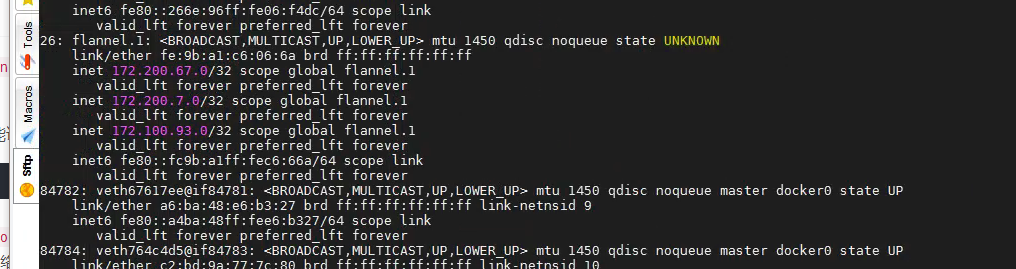 Tools
Macros
Sftp
inet6 fe80::266e:96ff:fe06:f4dc/64 scope link
valid_lft forever preferred_lft forever
26: flannel.1: <BROADCAST,MULTICAST,UP,LOWER_UP> mtu 1450 qdisc noqueue state UNKNOWN
link/ether fe:9b:a1:c6:06:6a brd ff:ff:ff:ff:ff:ff
inet 172.200.67.0/32 scope global flannel.1
valid_lft forever preferred_lft forever
inet 172.200.7.0/32 scope global flannel.1
valid_lft forever preferred_lft forever
inet 172.100.93.0/32 scope global flannel.1
valid_lft forever preferred_lft forever
inet6 fe80::fc9b:a1ff:fec6:66a/64 scope link
valid_lft forever preferred_lft forever
84782: veth67617ee@if84781: <BROADCAST,MULTICAST,UP,LOWER_UP> mtu 1450 qdisc noqueue master docker0 state UP
link/ether a6:ba:48:e6:b3:27 brd ff:ff:ff:ff:ff:ff link-netnsid 9
inet6 fe80::a4ba:48ff:fee6:b327/64 scope link
valid_lft forever preferred_lft forever
84784: veth764c4d5@if84783: <BROADCAST,MULTICAST,UP,LOWER_UP> mtu 1450 qdisc noqueue master docker0 state UP
link/ether c2:bd:9a:77:7c:80 brd ff:ff:ff:ff:ff:ff link-netnsid 10